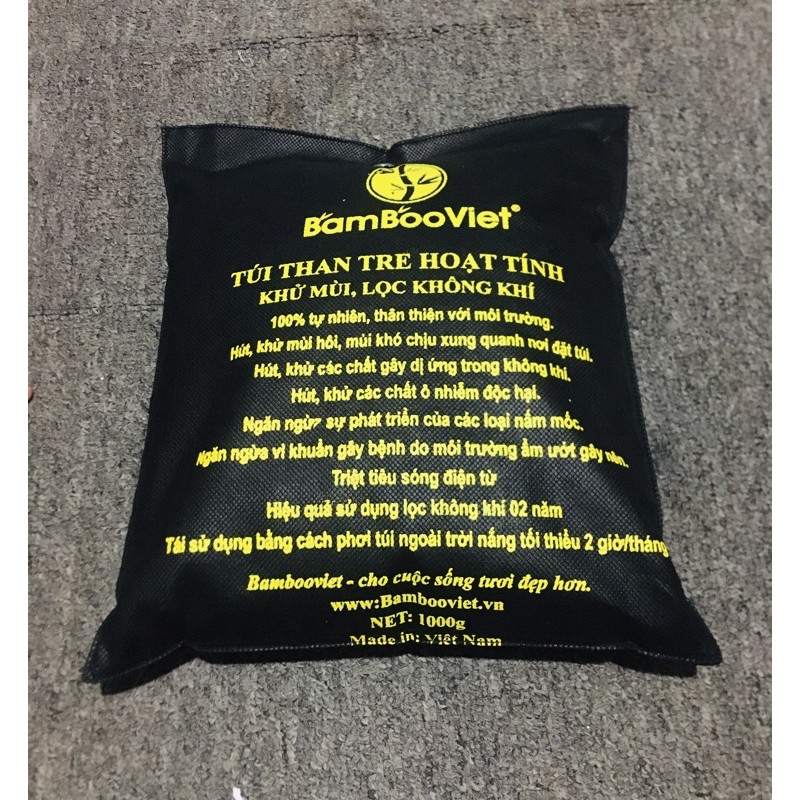 BamBooViet®
TÚI THAN TRE HOẠT TÍNH
KHỬ MÙI, LỌC KHÔNG KHÍ
100% tự nhiên, thân thiện với môi trường.
Hút, khử mùi hôi, mùi khó chịu xung quanh nơi đặt túi.
Hút, khử các chất gây dị ứng trong không khí.
Hút, khử các chất ô nhiễm độc hại.
Ngăn ngừa sự phát triển của các loại nấm mốc.
Ngăn ngừa vi khuẩn gây bệnh do môi trường ẩm ướt gây nên.
Triệt tiêu sóng điện từ
Hiệu quả sử dụng lọc không khí 02 năm
Tái sử dụng bằng cách phơi túi ngoài trời nắng tối thiểu 2 giờ/tháng
Bambooviet - cho cuộc sống tươi đẹp hơn.
www:Bambooviet.vn
NET: 1000g
Made in: Việt Nam